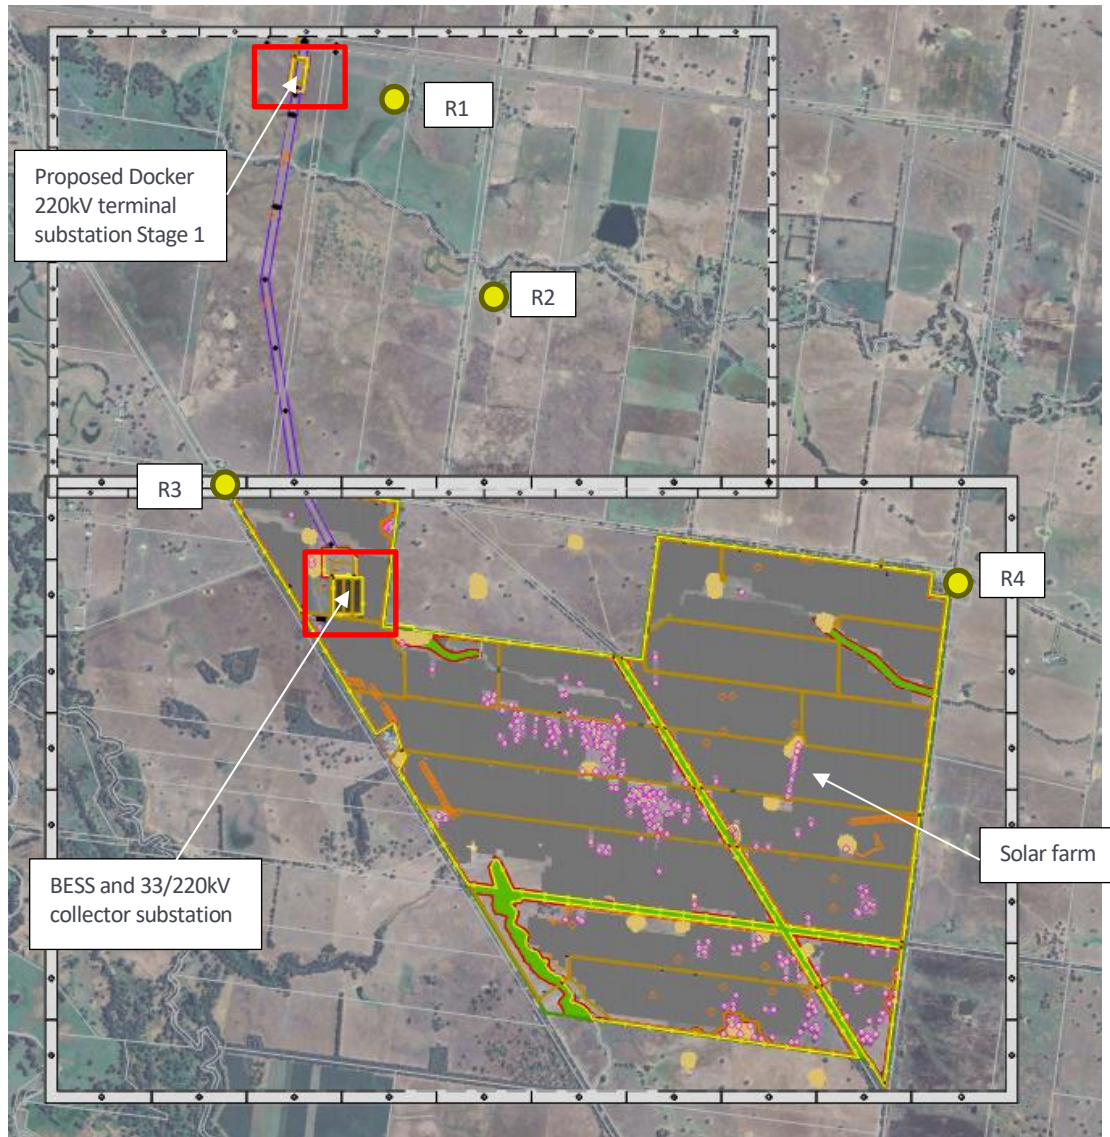 R1
Proposed Docker
220kV terminal
substation Stage 1
R2
R3
R4
Solar farm
BESS and 33/220kV
collector substation